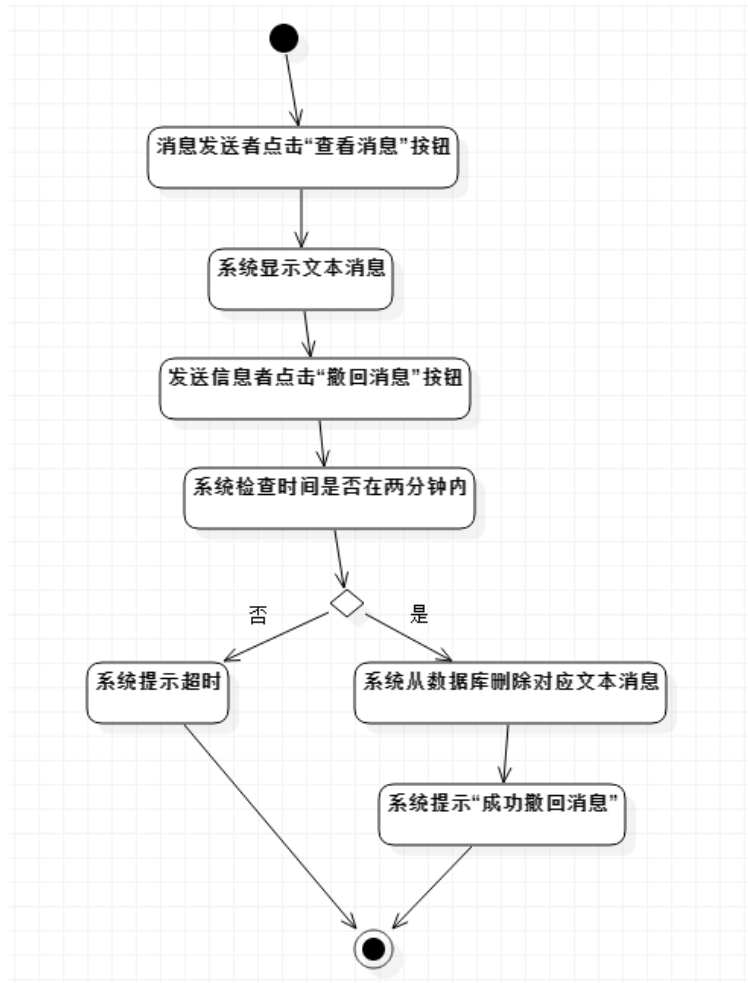 消息发送者点击“查看消息”按钮
系统显示文本消息
发送信息者点击“撤回消息”按钮
系统检查时间是否在两分钟内
否
是
系统提示超时
系统从数据库删除对应文本消息
系统提示“成功撤回消息”